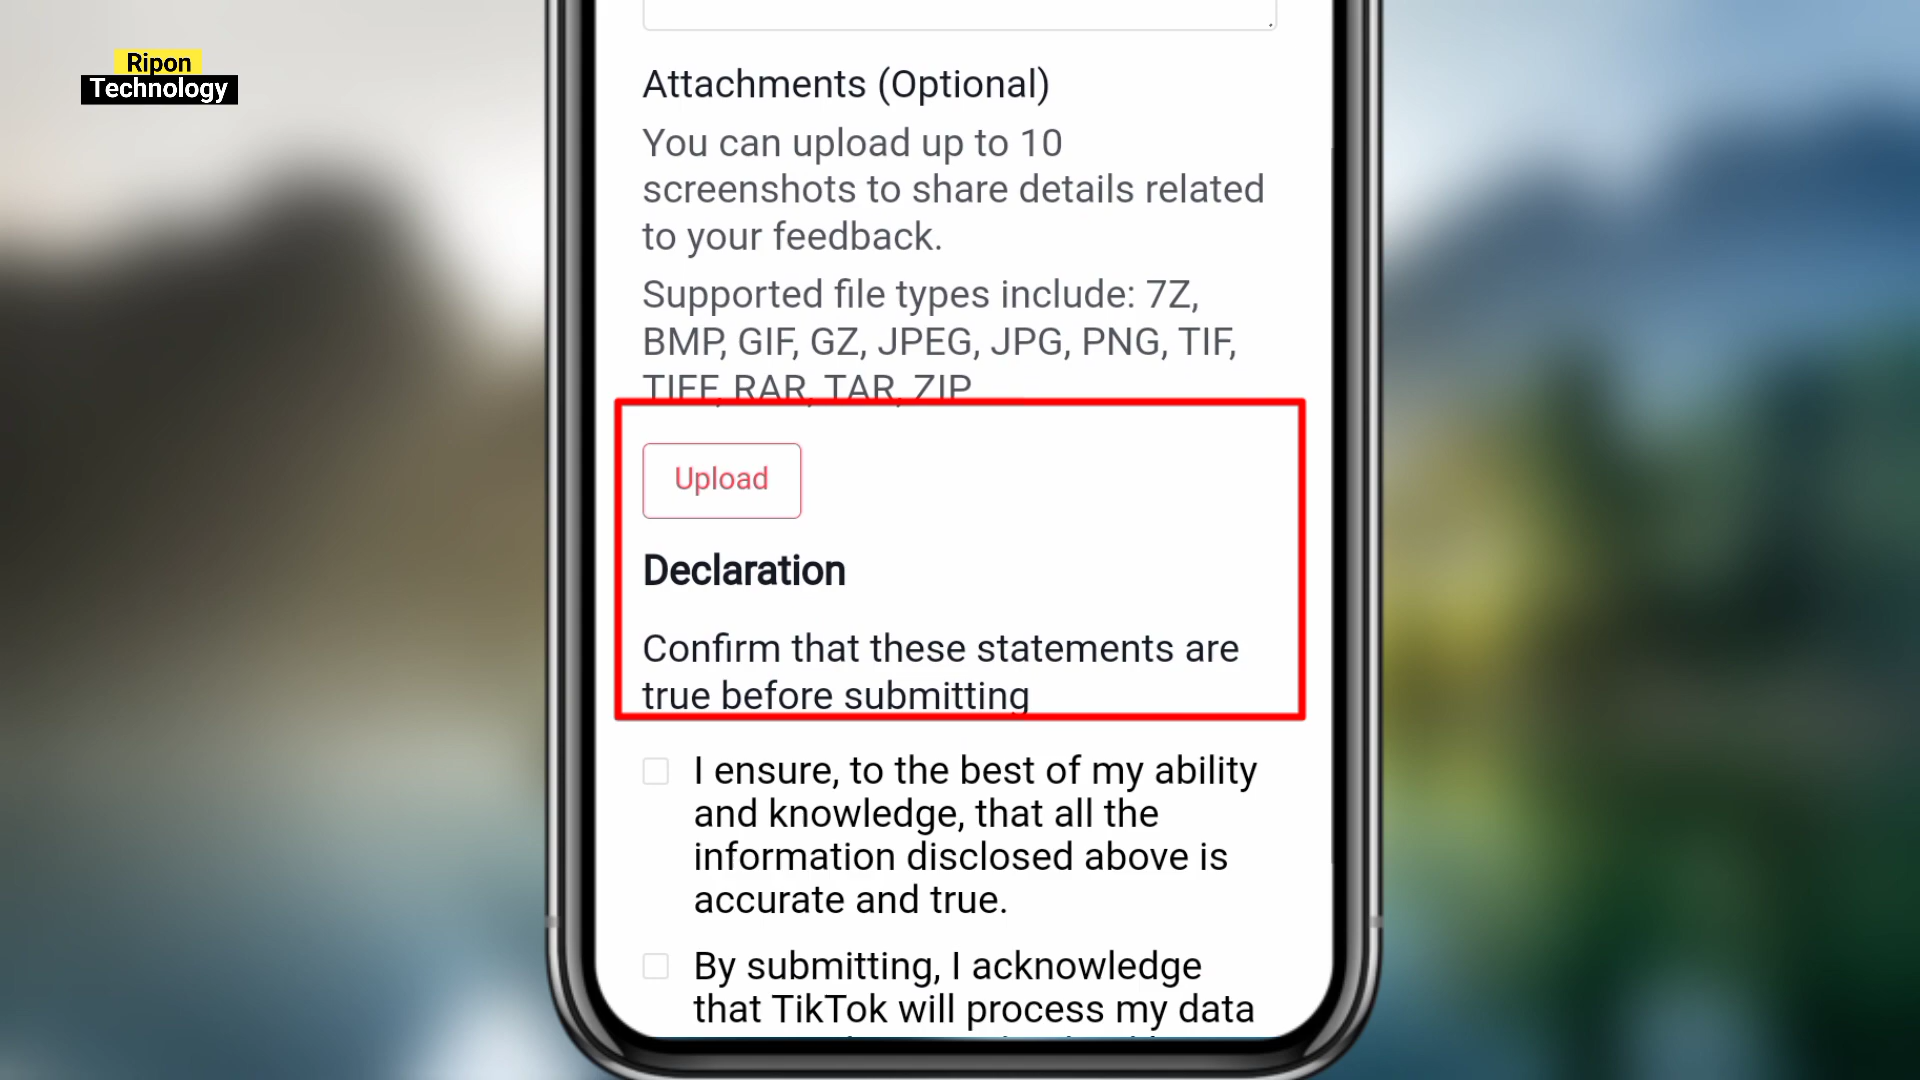 Ripon
Technology
Attachments (Optional)
You can upload up to 10
screenshots to share details related
to your feedback.
Supported file types include: 7Z,
BMP, GIF, GZ, JPEG, JPG, PNG, TIF,
TIFF, RAR, TAR, ZIP
Upload
Declaration
Confirm that these statements are
true before submitting
I ensure, to the best of my ability
and knowledge, that all the
information disclosed above is
accurate and true.
By submitting, I acknowledge
that TikTok will process my data